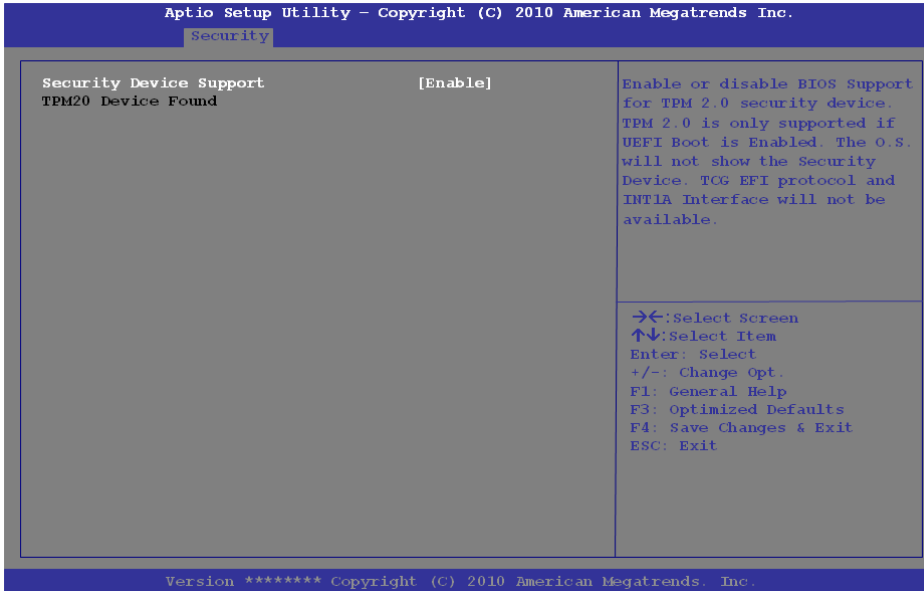 Aptio Setup Utility – Copyright (C) 2010 American Megatrends Inc.
Security
Security Device Support [Enable]
TPM20 Device Found
Enable or disable BIOS Support
for TPM 2.0 security device.
TPM 2.0 is only supported if
UEFI Boot is Enabled. The O.S.
will not show the Security
Device. TCG EFI protocol and
INT1A Interface will not be
available.
→←:Select Screen
↑↓:Select Item
Enter: Select
+/-: Change Opt.
F1: General Help
F3: Optimized Defaults
F4: Save Changes & Exit
ESC: Exit
Version ******** Copyright (C) 2010 American Megatrends. Inc.